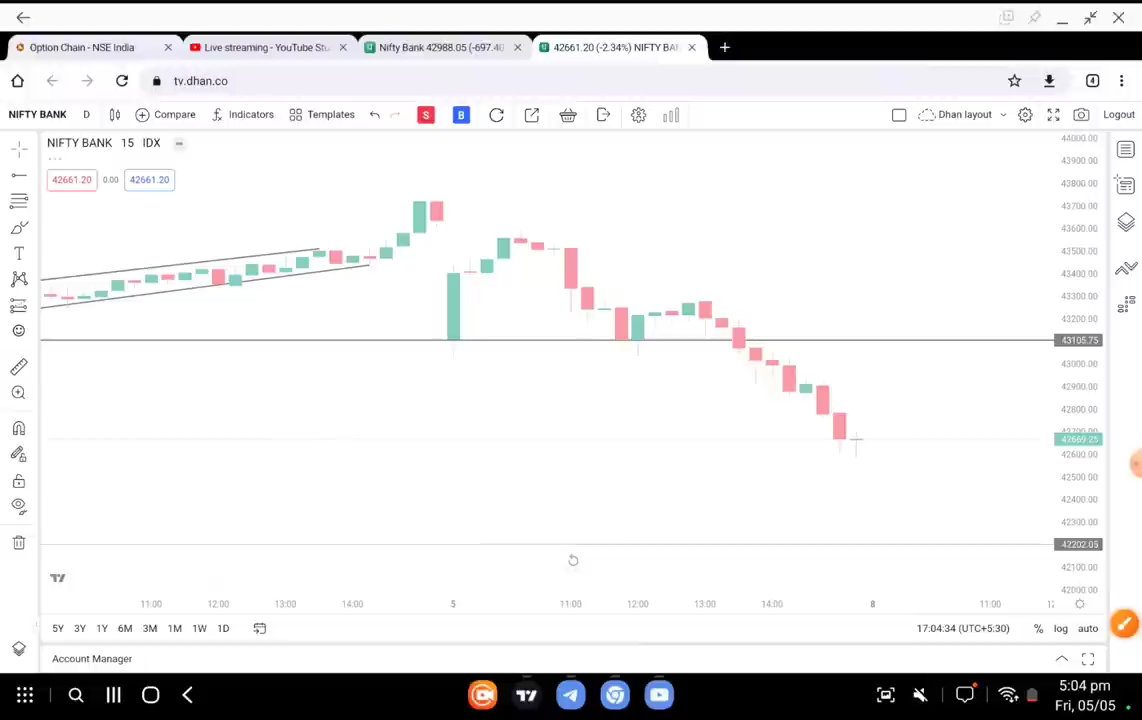 Option Chain - NSE India
Live streaming - YouTube Stu
Nifty Bank 42988.05 (-697.40
42661.20 (-2.34%) NIFTY BAN
tv.dhan.co
4
NIFTY BANK D Compare Indicators Templates S B Dhan layout Logout
NIFTY BANK 15 IDX
42661.20 0.00 42661.20
44000.00
43900.00
43800.00
43700.00
43600.00
43500.00
43400.00
43300.00
43200.00
43105.75
43000.00
42900.00
42800.00
42669.25
42600.00
42500.00
42400.00
42300.00
42202.05
42100.00
42000.00
11:00 12:00 13:00 14:00 5 11:00 12:00 13:00 14:00 8 11:00
5Y 3Y 1Y 6M 3M 1M 1W 1D 17:04:34 (UTC+5:30) % log auto
Account Manager
5:04 pm
Fri, 05/05